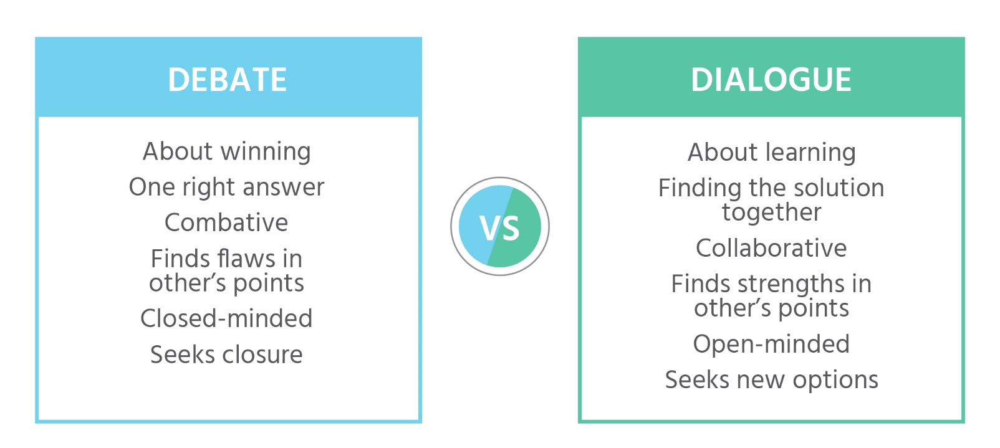 DEBATE
About winning
One right answer
Combative
Finds flaws in
other’s points
Closed-minded
Seeks closure
VS
DIALOGUE
About learning
Finding the solution
together
Collaborative
Finds strengths in
other’s points
Open-minded
Seeks new options